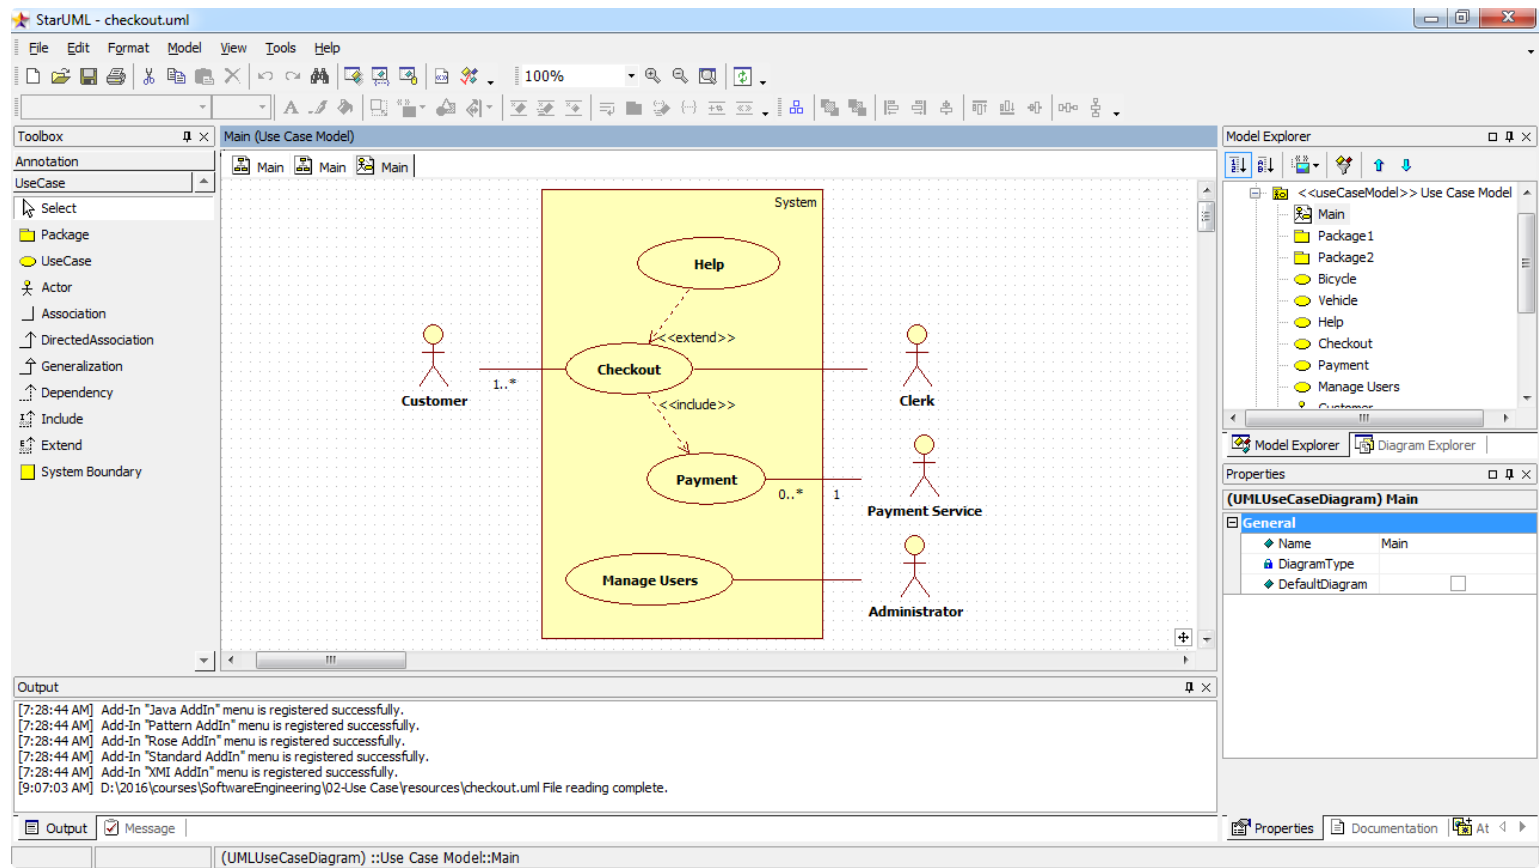 StarUML - checkout.uml
File Edit Format Model View Tools Help
100%
Toolbox
Annotation
UseCase
Select
Package
UseCase
Actor
Association
DirectedAssociation
Generalization
Dependency
Include
Extend
System Boundary
Main (Use Case Model)
Main Main Main
System
Help
<<extend>>
Checkout
1..*
Customer
Clerk
<<include>>
Payment
0..* 1
Payment Service
Manage Users
Administrator
Model Explorer
<<useCaseModel>> Use Case Model
Main
Package1
Package2
Bicycle
Vehicle
Help
Checkout
Payment
Manage Users
Customer
Model Explorer Diagram Explorer
Properties
(UMLUseCaseDiagram) Main
General
Name Main
DiagramType
DefaultDiagram
Properties Documentation At
Output
[7:28:44 AM] Add-In "Java AddIn" menu is registered successfully.
[7:28:44 AM] Add-In "Pattern AddIn" menu is registered successfully.
[7:28:44 AM] Add-In "Rose AddIn" menu is registered successfully.
[7:28:44 AM] Add-In "Standard AddIn" menu is registered successfully.
[7:28:44 AM] Add-In "XMI AddIn" menu is registered successfully.
[9:07:03 AM] D:\2016\courses\SoftwareEngineering\02-Use Case\resources\checkout.uml File reading complete.
Output Message
(UMLUseCaseDiagram) ::Use Case Model::Main